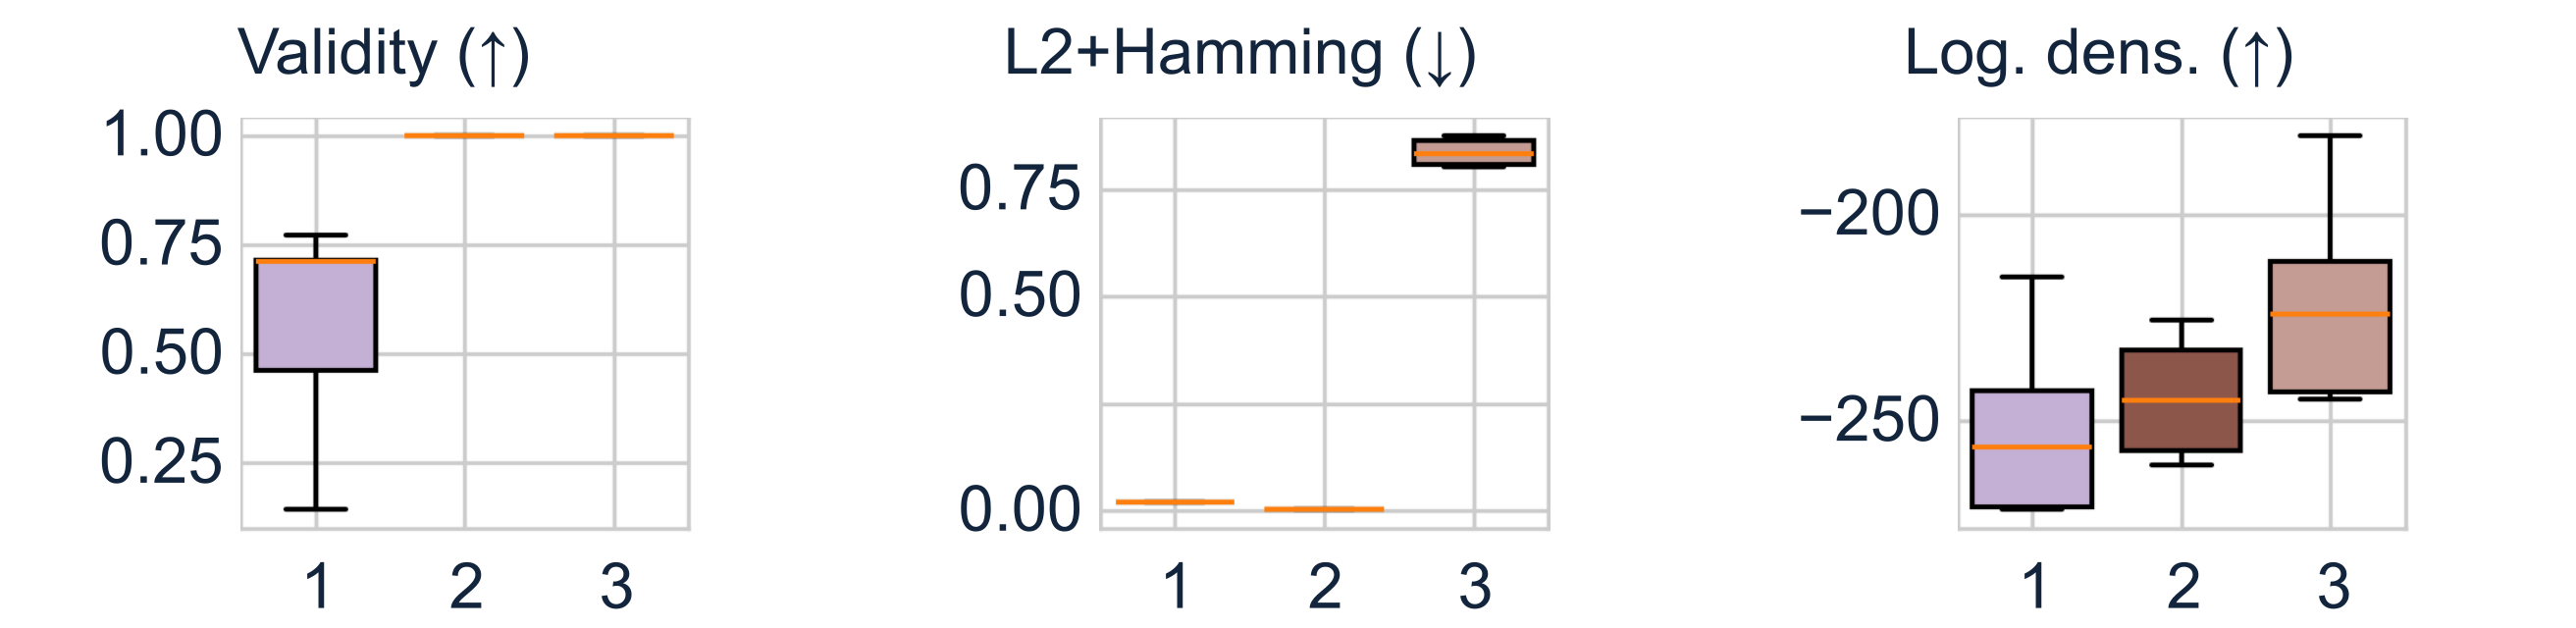 Validity (↑)
1.00
0.75
0.50
0.25
1 2 3
L2+Hamming (↓)
0.75
0.50
0.00
1 2 3
Log. dens. (↑)
−200
−250
1 2 3